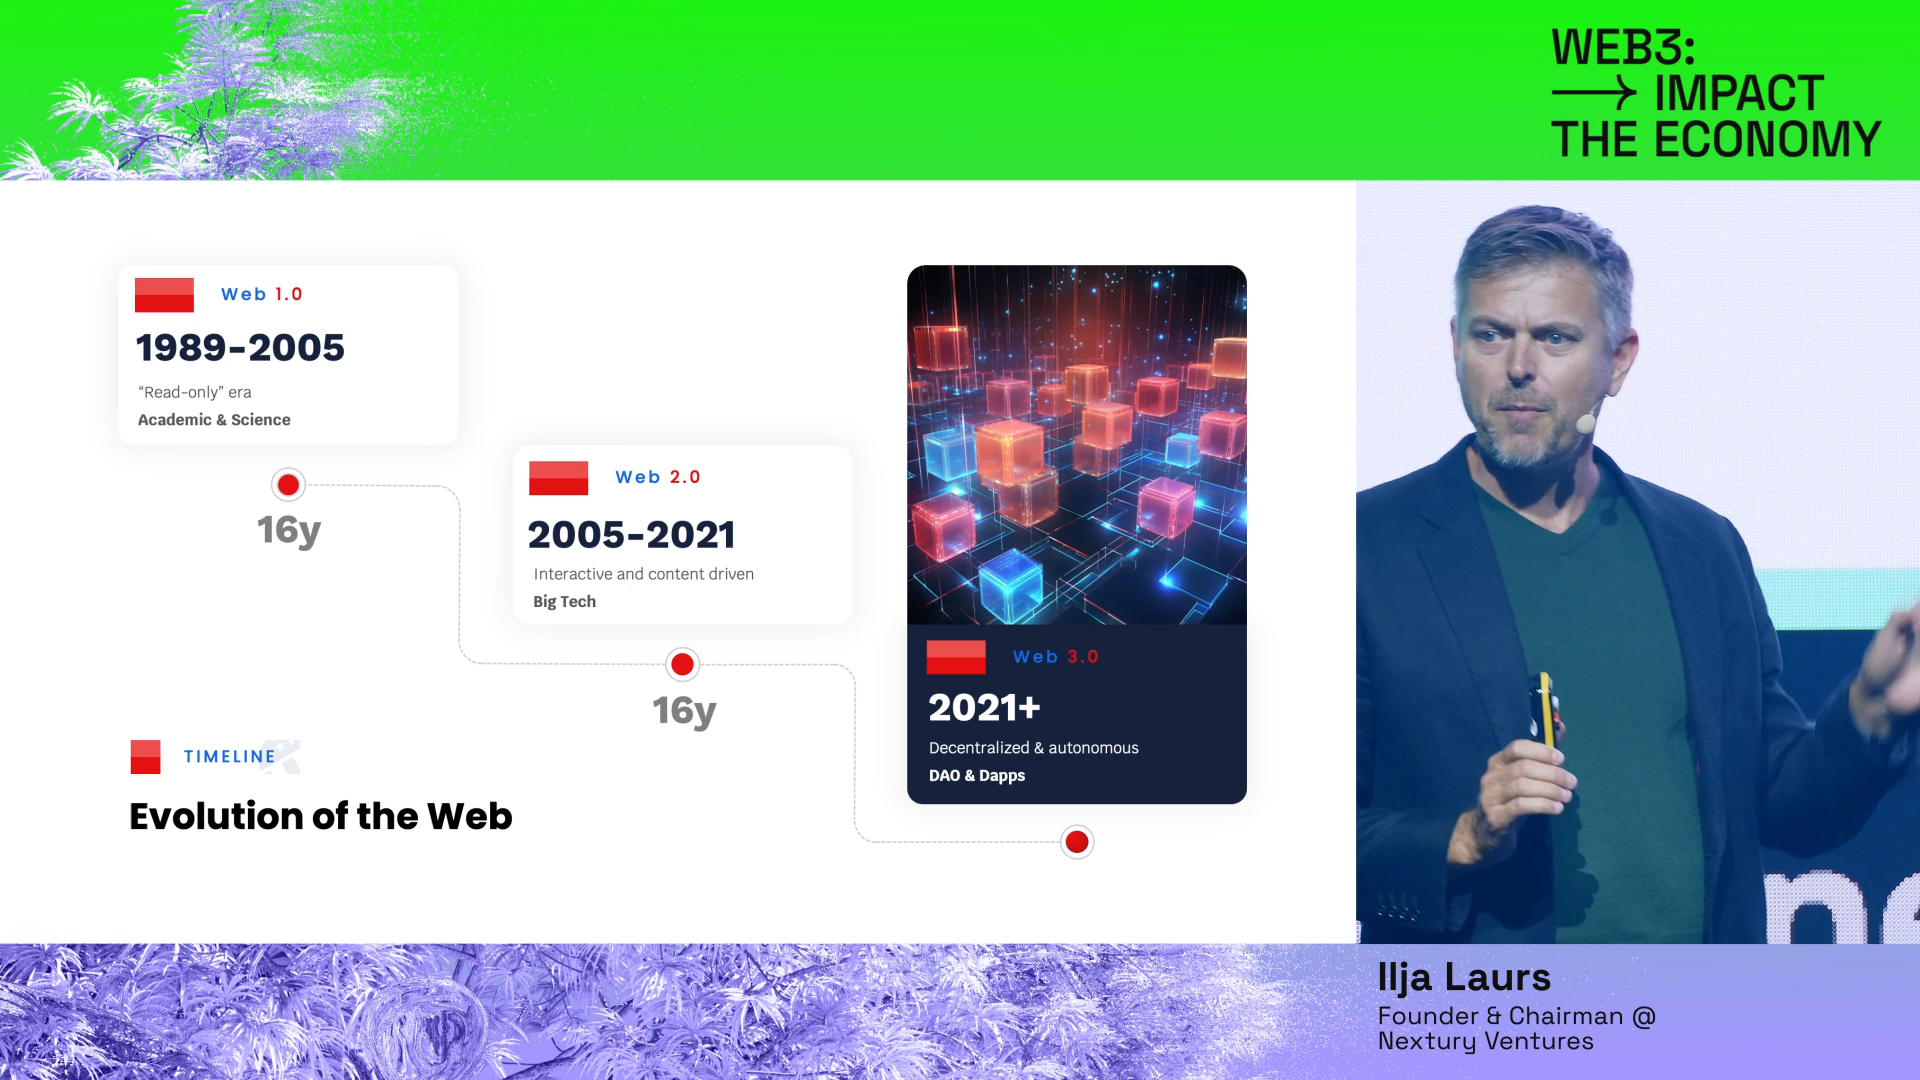 WEB3:
→ IMPACT
THE ECONOMY
Web 1.0
1989-2005
“Read-only” era
Academic & Science
16y
Web 2.0
2005-2021
Interactive and content driven
Big Tech
16y
Web 3.0
2021+
Decentralized & autonomous
DAO & Dapps
TIMELINE
Evolution of the Web
Ilja Laurs
Founder & Chairman @
Nextury Ventures